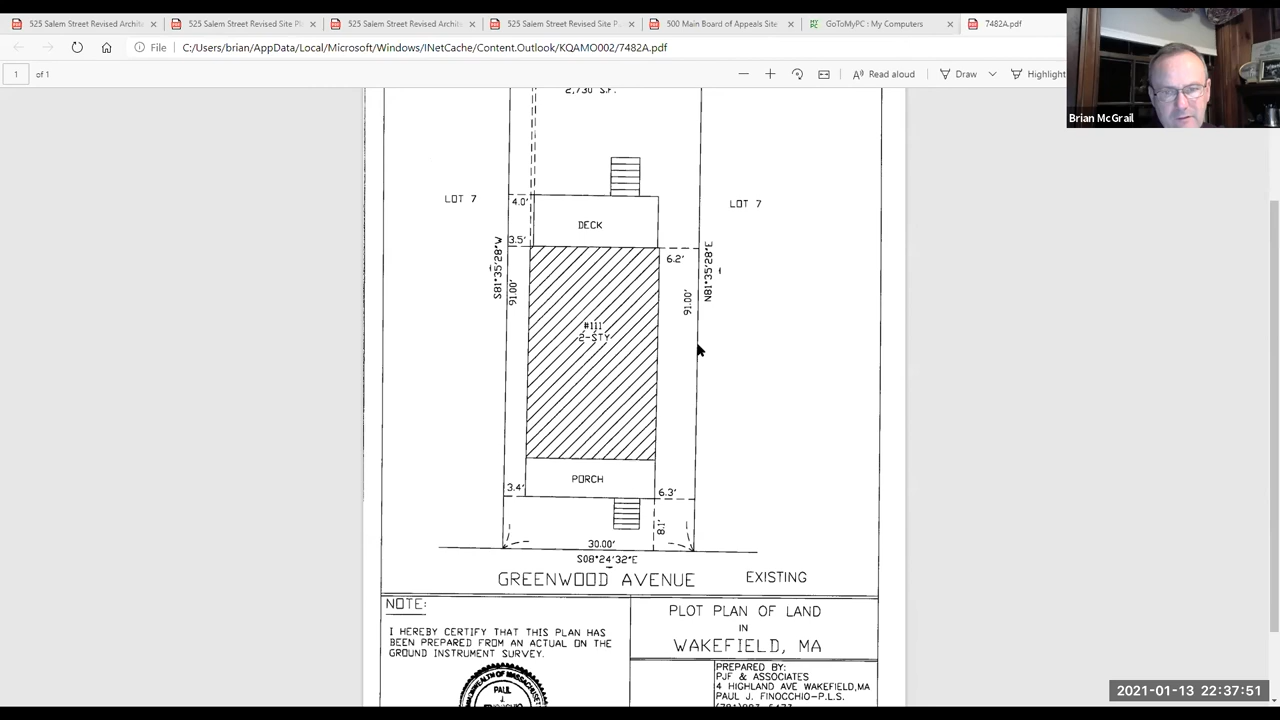 525 Salem Street Revised Archite
525 Salem Street Revised Site Pl
525 Salem Street Revised Archite
525 Salem Street Revised Site P
500 Main Board of Appeals Site
GoToMyPC : My Computers
7482A.pdf
File C:/Users/brian/AppData/Local/Microsoft/Windows/INetCache/Content.Outlook/KQAMO002/7482A.pdf
1 of 1
Read aloud
Draw
Highlight
Brian McGrail
2,730 S.F.
LOT 7
4.0'
LOT 7
DECK
3.5'
6.2'
S81°35'28"W
91.00'
91.00'
N81°35'28"E
#111
2-STY
PORCH
3.4'
6.3'
8.1'
30.00'
S08°24'32"E
GREENWOOD AVENUE
EXISTING
NOTE:
I HEREBY CERTIFY THAT THIS PLAN HAS
BEEN PREPARED FROM AN ACTUAL ON THE
GROUND INSTRUMENT SURVEY.
PAUL
J.
PLOT PLAN OF LAND
IN
WAKEFIELD, MA
PREPARED BY:
PJF & ASSOCIATES
4 HIGHLAND AVE WAKEFIELD,MA
PAUL J. FINOCCHIO-P.L.S.
2021-01-13 22:37:51